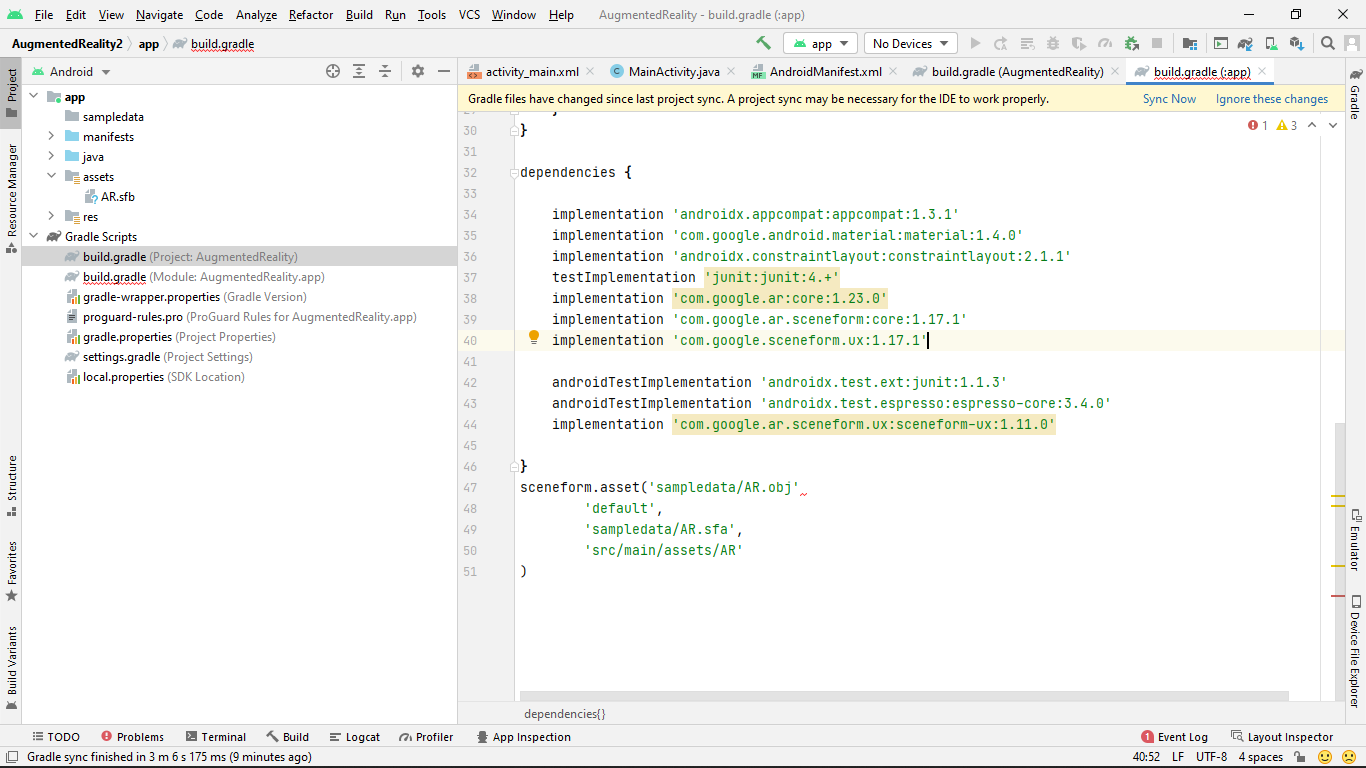 File Edit View Navigate Code Analyze Refactor Build Run Tools VCS Window Help AugmentedReality - build.gradle (:app)
AugmentedReality2 app build.gradle
app No Devices
Android
activity_main.xml MainActivity.java AndroidManifest.xml build.gradle (AugmentedReality) build.gradle (:app)
Gradle files have changed since last project sync. A project sync may be necessary for the IDE to work properly. Sync Now Ignore these changes
1 3
Project
Resource Manager
Structure
Favorites
Build Variants
app
sampledata
manifests
java
assets
AR.sfb
res
Gradle Scripts
build.gradle (Project: AugmentedReality)
build.gradle (Module: AugmentedReality.app)
gradle-wrapper.properties (Gradle Version)
proguard-rules.pro (ProGuard Rules for AugmentedReality.app)
gradle.properties (Project Properties)
settings.gradle (Project Settings)
local.properties (SDK Location)
29 }
30 }
31
32 dependencies {
33
34 implementation 'androidx.appcompat:appcompat:1.3.1'
35 implementation 'com.google.android.material:material:1.4.0'
36 implementation 'androidx.constraintlayout:constraintlayout:2.1.1'
37 testImplementation 'junit:junit:4.+'
38 implementation 'com.google.ar:core:1.23.0'
39 implementation 'com.google.ar.sceneform:core:1.17.1'
40 implementation 'com.google.sceneform.ux:1.17.1'
41
42 androidTestImplementation 'androidx.test.ext:junit:1.1.3'
43 androidTestImplementation 'androidx.test.espresso:espresso-core:3.4.0'
44 implementation 'com.google.ar.sceneform.ux:sceneform-ux:1.11.0'
45
46 }
47 sceneform.asset('sampledata/AR.obj'
48 'default',
49 'sampledata/AR.sfa',
50 'src/main/assets/AR'
51 )
dependencies{}
Gradle
Emulator
Device File Explorer
TODO Problems Terminal Build Logcat Profiler App Inspection 1 Event Log Layout Inspector
Gradle sync finished in 3 m 6 s 175 ms (9 minutes ago) 40:52 LF UTF-8 4 spaces